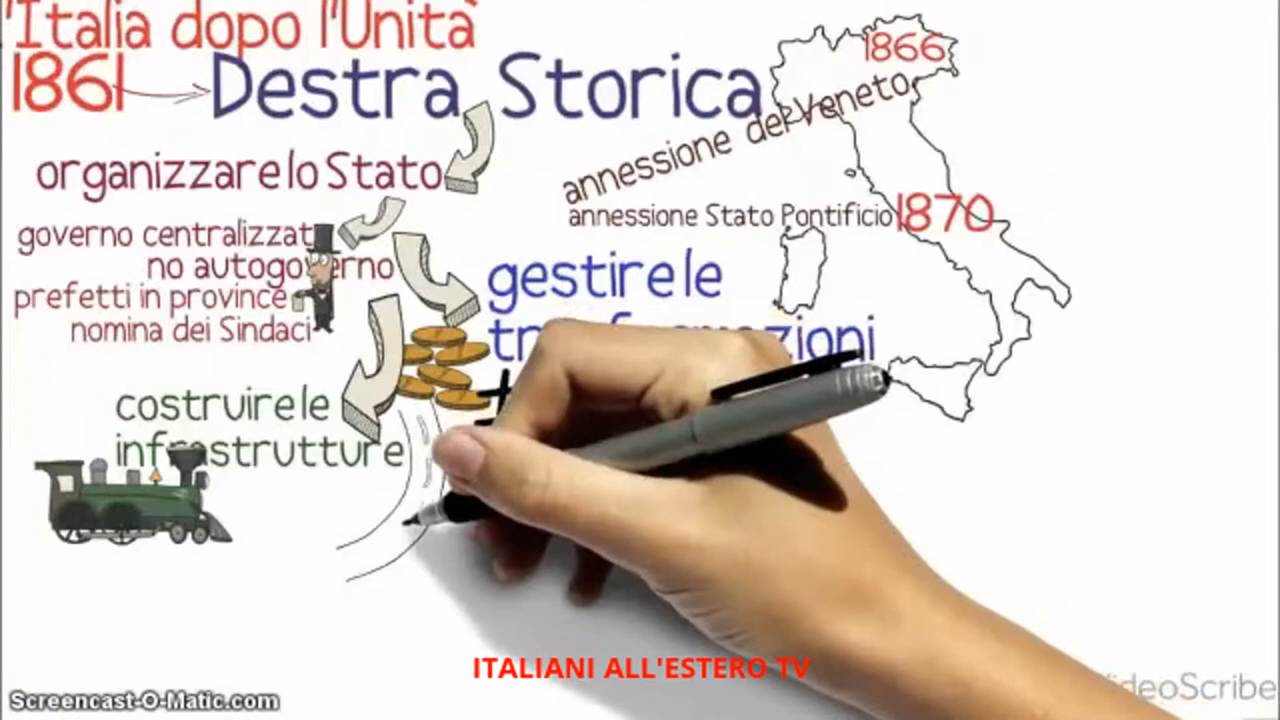 'Italia dopo l'Unità
1861 Destra Storica
1866
annessione del Veneto
organizzare lo Stato
annessione Stato Pontificio 1870
governo centralizzat
no autogoverno
prefetti in province
nomina dei Sindaci
gestire le
costruire le
infrastrutture
+
ITALIANI ALL'ESTERO TV
Screencast-O-Matic.com
VideoScribe